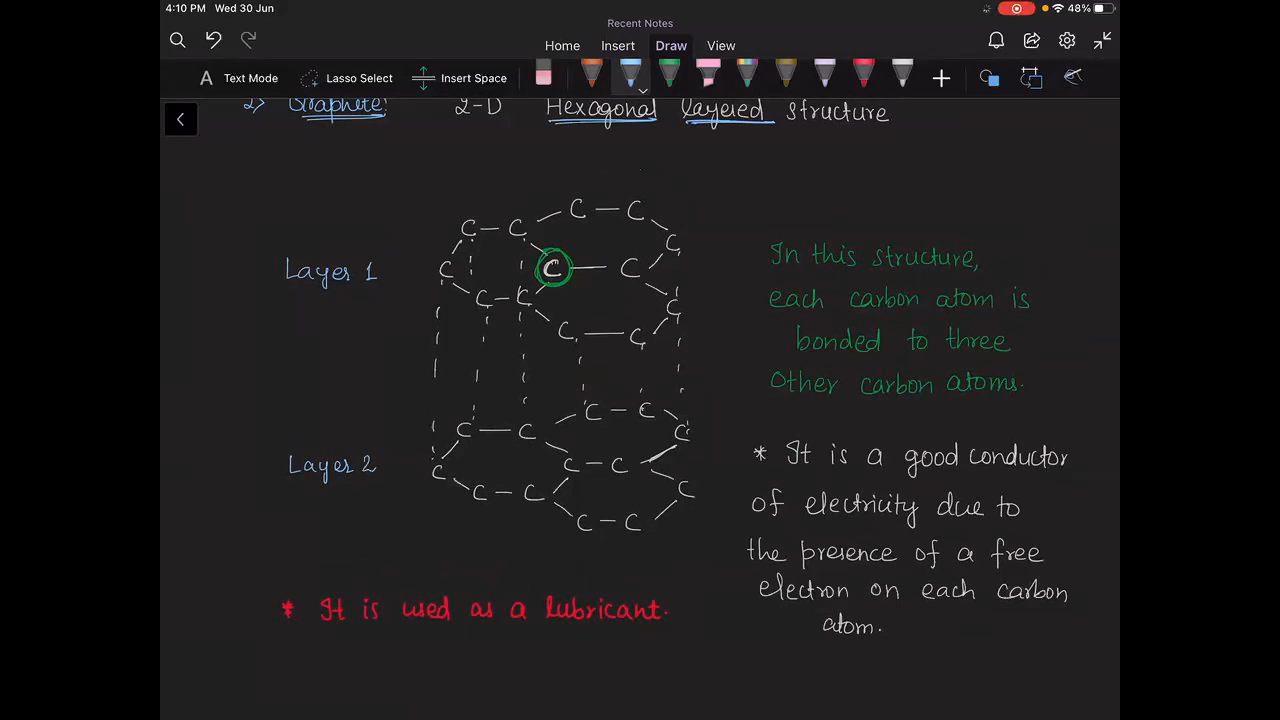 4:10 PM Wed 30 Jun
48%
Recent Notes
Home Insert Draw View
Text Mode Lasso Select Insert Space
2> Graphite: 2-D Hexagonal layered structure
C - C
C - C
C
Layer 1
C
C - C
C - C
C
C - C
In this structure,
each carbon atom is
bonded to three
other carbon atoms.
C - C
C - C
C
Layer 2
C
C - C
C - C
C
C - C
* It is a good conductor
of electricity due to
the presence of a free
electron on each carbon
atom.
* It is used as a lubricant.